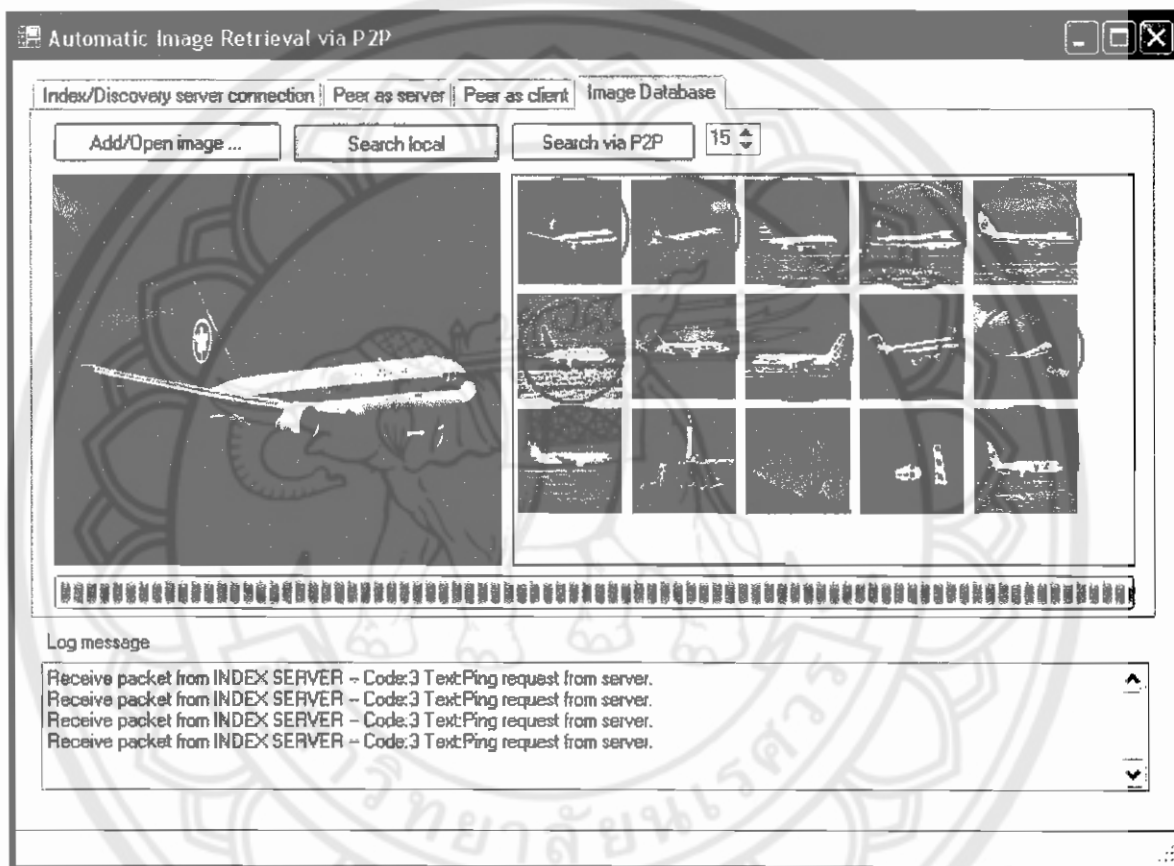 Automatic Image Retrieval via P2P
Index/Discovery server connection Peer as server Peer as client Image Database
Add/Open image ... Search local Search via P2P 15
Log message
Receive packet from INDEX SERVER -- Code:3 Text:Ping request from server.
Receive packet from INDEX SERVER -- Code:3 Text:Ping request from server.
Receive packet from INDEX SERVER -- Code:3 Text:Ping request from server.
Receive packet from INDEX SERVER -- Code:3 Text:Ping request from server.